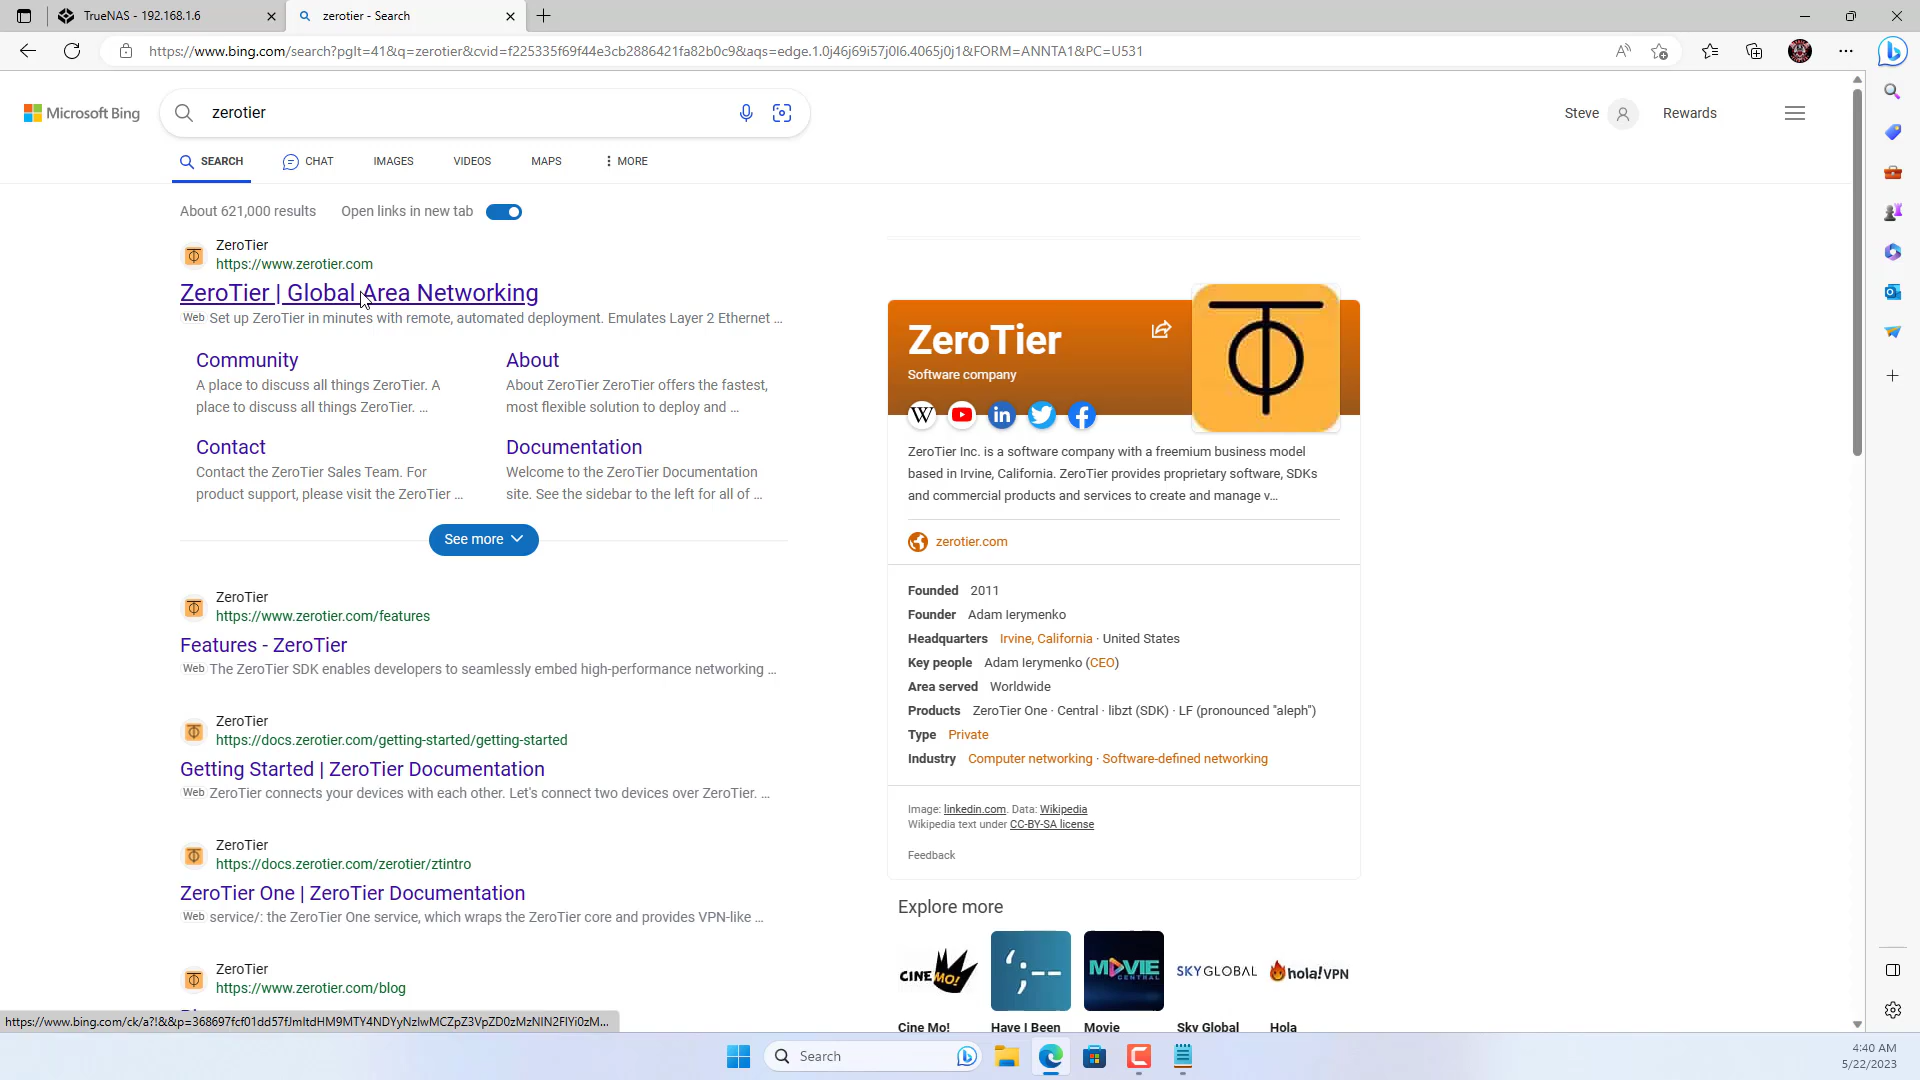 TrueNAS - 192.168.1.6
zerotier - Search
https://www.bing.com/search?pglt=41&q=zerotier&cvid=f225335f69f44e3cb2886421fa82b0c9&aqs=edge.1.0j46j69i57j0l6.4065j0j1&FORM=ANNTA1&PC=U531
Microsoft Bing
zerotier
Steve
Rewards
SEARCH
CHAT
IMAGES
VIDEOS
MAPS
MORE
About 621,000 results
Open links in new tab
ZeroTier
https://www.zerotier.com
ZeroTier | Global Area Networking
Web Set up ZeroTier in minutes with remote, automated deployment. Emulates Layer 2 Ethernet ...
Community
A place to discuss all things ZeroTier. A
place to discuss all things ZeroTier. ...
About
About ZeroTier ZeroTier offers the fastest,
most flexible solution to deploy and ...
Contact
Contact the ZeroTier Sales Team. For
product support, please visit the ZeroTier ...
Documentation
Welcome to the ZeroTier Documentation
site. See the sidebar to the left for all of ...
See more
ZeroTier
https://www.zerotier.com/features
Features - ZeroTier
Web The ZeroTier SDK enables developers to seamlessly embed high-performance networking ...
ZeroTier
https://docs.zerotier.com/getting-started/getting-started
Getting Started | ZeroTier Documentation
Web ZeroTier connects your devices with each other. Let's connect two devices over ZeroTier. ...
ZeroTier
https://docs.zerotier.com/zerotier/ztintro
ZeroTier One | ZeroTier Documentation
Web service/: the ZeroTier One service, which wraps the ZeroTier core and provides VPN-like ...
ZeroTier
https://www.zerotier.com/blog
ZeroTier
Software company
W
in
ZeroTier Inc. is a software company with a freemium business model
based in Irvine, California. ZeroTier provides proprietary software, SDKs
and commercial products and services to create and manage v...
zerotier.com
Founded 2011
Founder Adam Ierymenko
Headquarters Irvine, California · United States
Key people Adam Ierymenko (CEO)
Area served Worldwide
Products ZeroTier One · Central · libzt (SDK) · LF (pronounced "aleph")
Type Private
Industry Computer networking · Software-defined networking
Image: linkedin.com. Data: Wikipedia
Wikipedia text under CC-BY-SA license
Feedback
Explore more
CINE MO!
';--
MOVIE
CENTRAL
SKY GLOBAL
hola!VPN
Cine Mo!
Have I Been
Movie
Sky Global
Hola
Search
4:40 AM
5/22/2023